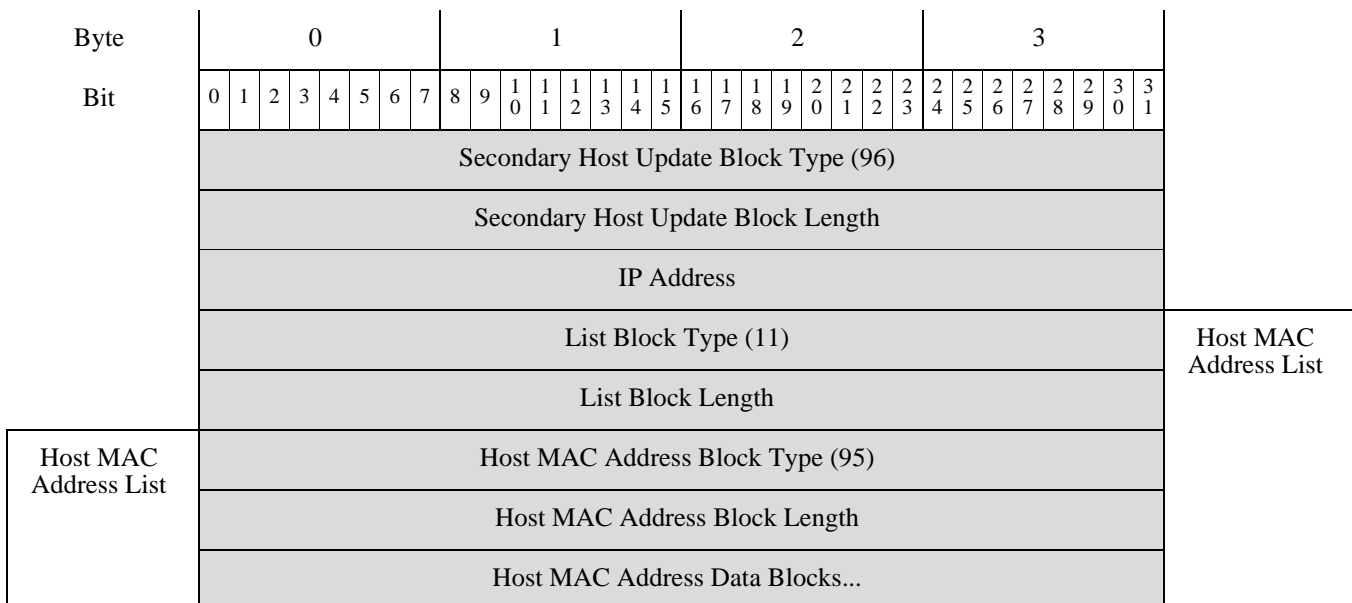 Byte 0 1 2 3
Bit 0 1 2 3 4 5 6 7 8 9 10 11 12 13 14 15 16 17 18 19 20 21 22 23 24 25 26 27 28 29 30 31
Secondary Host Update Block Type (96)
Secondary Host Update Block Length
IP Address
List Block Type (11) Host MAC
Address List
List Block Length
Host MAC Host MAC Address Block Type (95)
Address List
Host MAC Address Block Length
Host MAC Address Data Blocks...